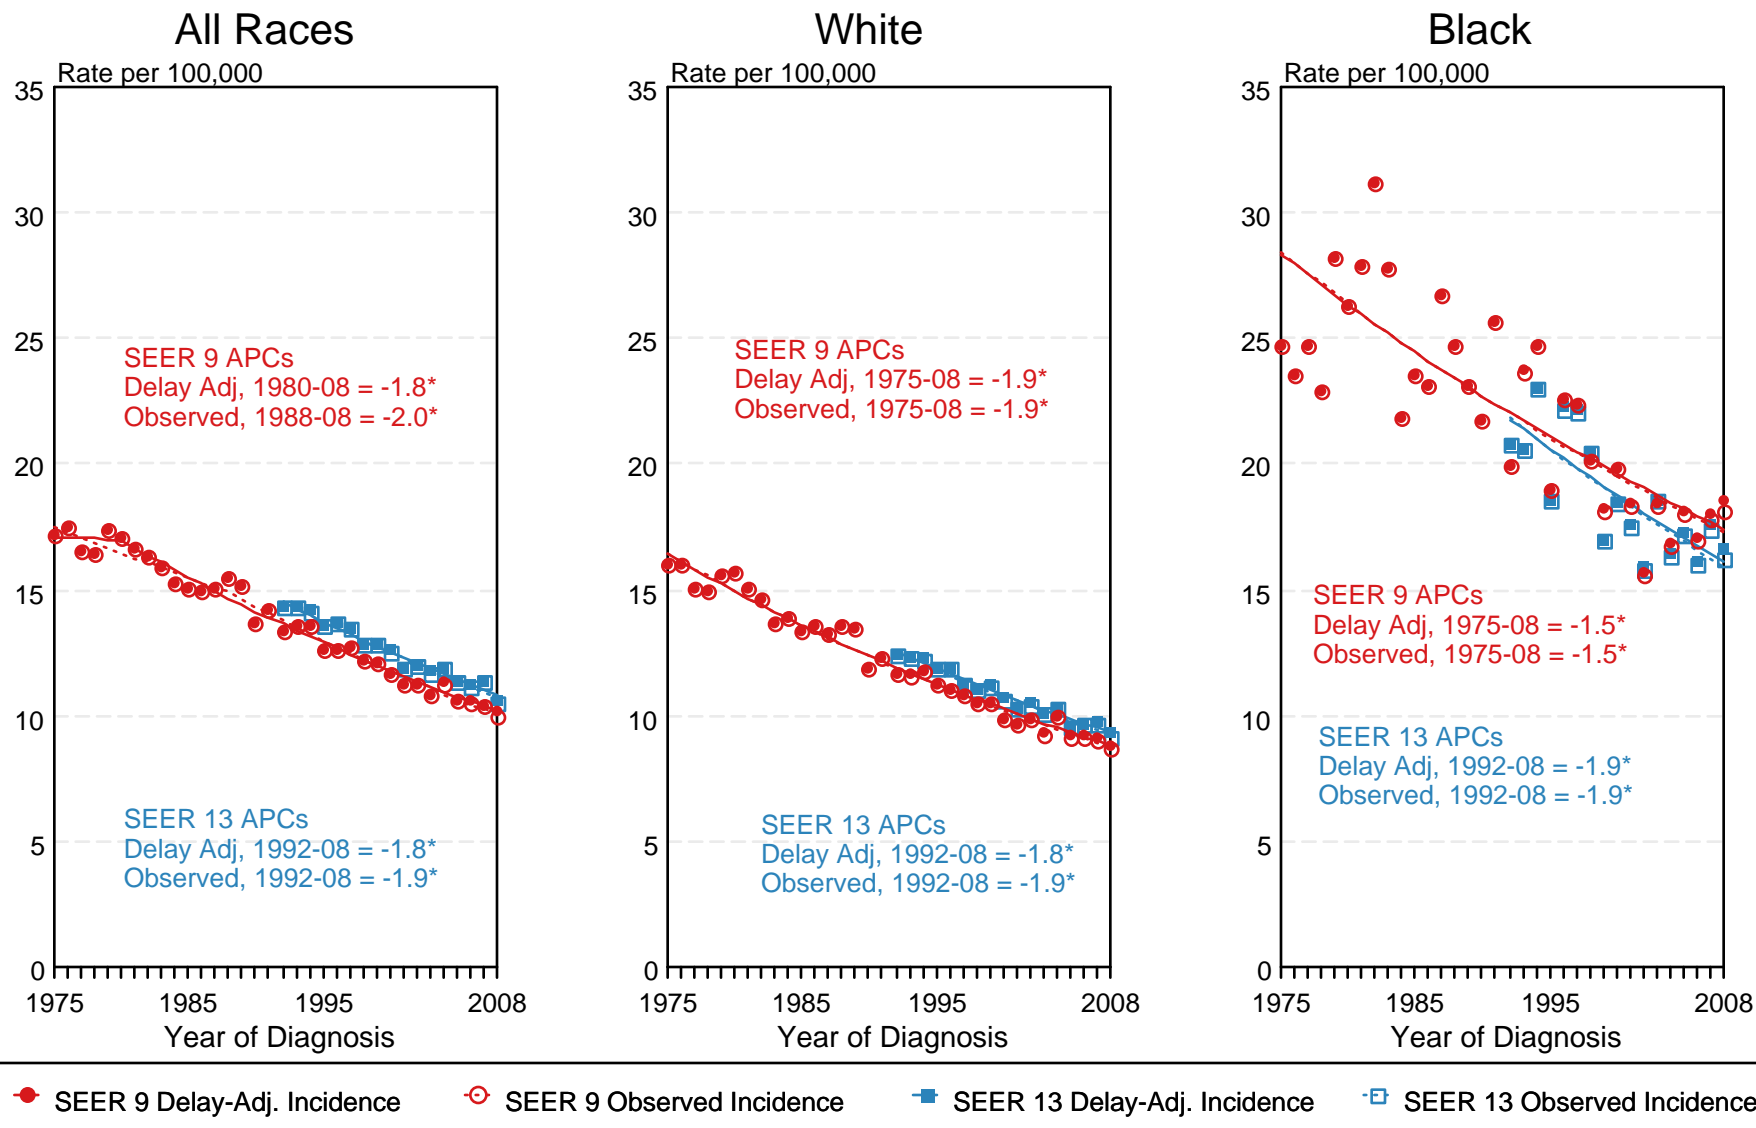 All Races
Rate per 100,000
35
30
25
20
15
10
5
0
SEER 9 APCs
Delay Adj, 1980-08 = -1.8*
Observed, 1988-08 = -2.0*
SEER 13 APCs
Delay Adj, 1992-08 = -1.8*
Observed, 1992-08 = -1.9*
1975 1985 1995 2008
Year of Diagnosis
White
Rate per 100,000
35
30
25
20
15
10
5
0
SEER 9 APCs
Delay Adj, 1975-08 = -1.9*
Observed, 1975-08 = -1.9*
SEER 13 APCs
Delay Adj, 1992-08 = -1.8*
Observed, 1992-08 = -1.9*
1975 1985 1995 2008
Year of Diagnosis
Black
Rate per 100,000
35
30
25
20
15
10
5
0
SEER 9 APCs
Delay Adj, 1975-08 = -1.5*
Observed, 1975-08 = -1.5*
SEER 13 APCs
Delay Adj, 1992-08 = -1.9*
Observed, 1992-08 = -1.9*
1975 1985 1995 2008
Year of Diagnosis
SEER 9 Delay-Adj. Incidence SEER 9 Observed Incidence SEER 13 Delay-Adj. Incidence SEER 13 Observed Incidence